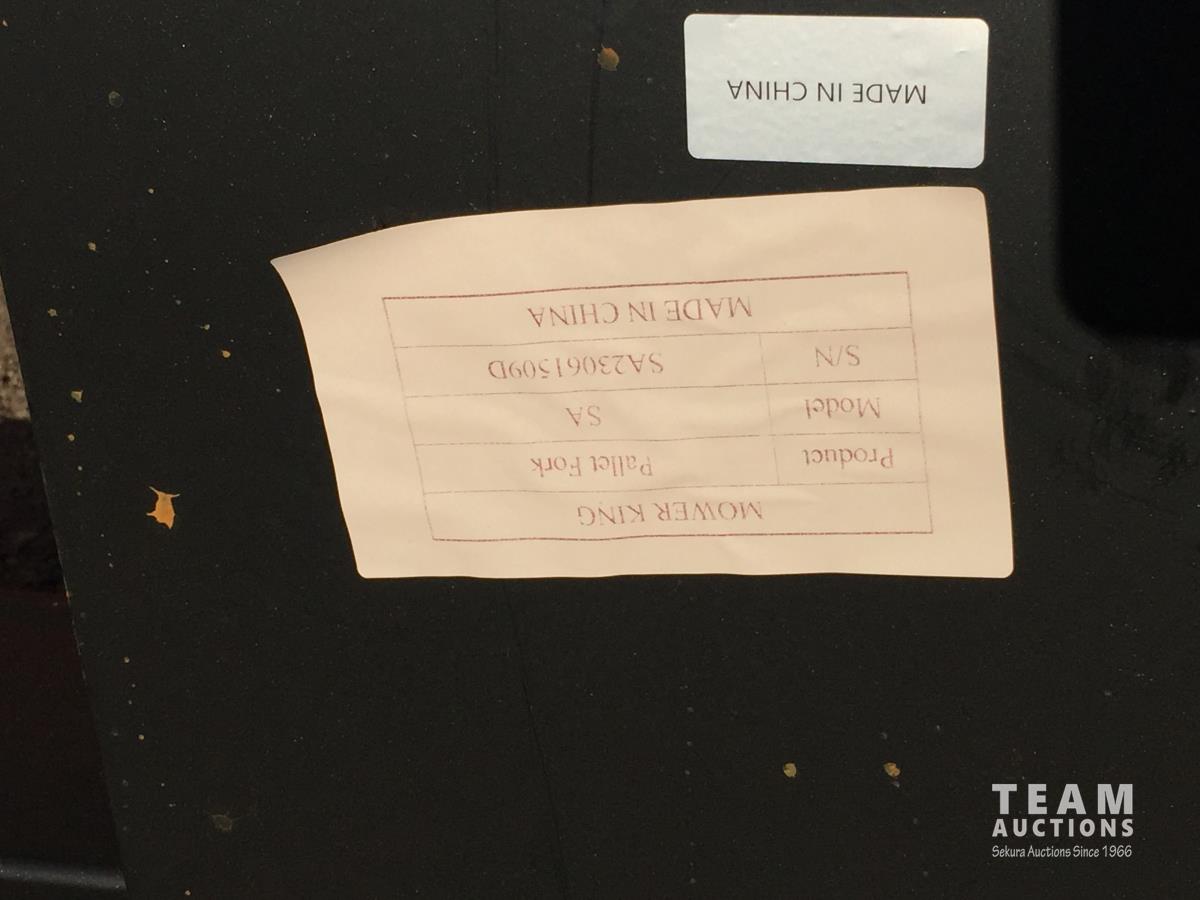 MADE IN CHINA
MOWER KING
Product Pallet Fork
Model SA
S/N SA23061509D
MADE IN CHINA
TEAM
AUCTIONS
Sekura Auctions Since 1966